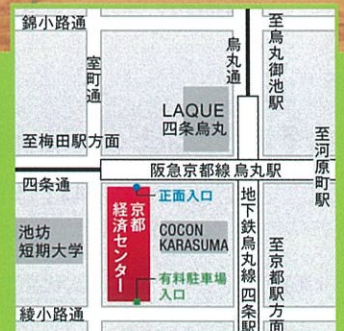 錦小路通
室町通
烏丸通
至烏丸御池駅
LAQUE
四条烏丸
至梅田駅方面
阪急京都線 烏丸駅
至河原町駅
四条通
正面入口
京都
経済センター
COCON
KARASUMA
池坊
短期大学
地下鉄烏丸線 四条駅
至京都駅方面
有料駐車場
入口
綾小路通